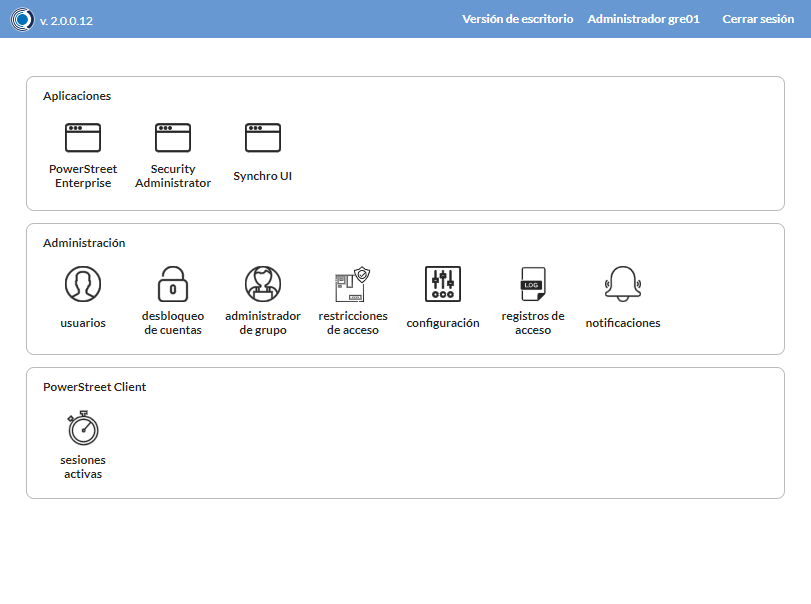 v. 2.0.0.12
Versión de escritorio
Administrador gre01
Cerrar sesión
Aplicaciones
PowerStreet
Enterprise
Security
Administrator
Synchro UI
Administración
usuarios
desbloqueo
de cuentas
administrador
de grupo
restricciones
de acceso
configuración
LOG
registros de
acceso
notificaciones
PowerStreet Client
sesiones
activas